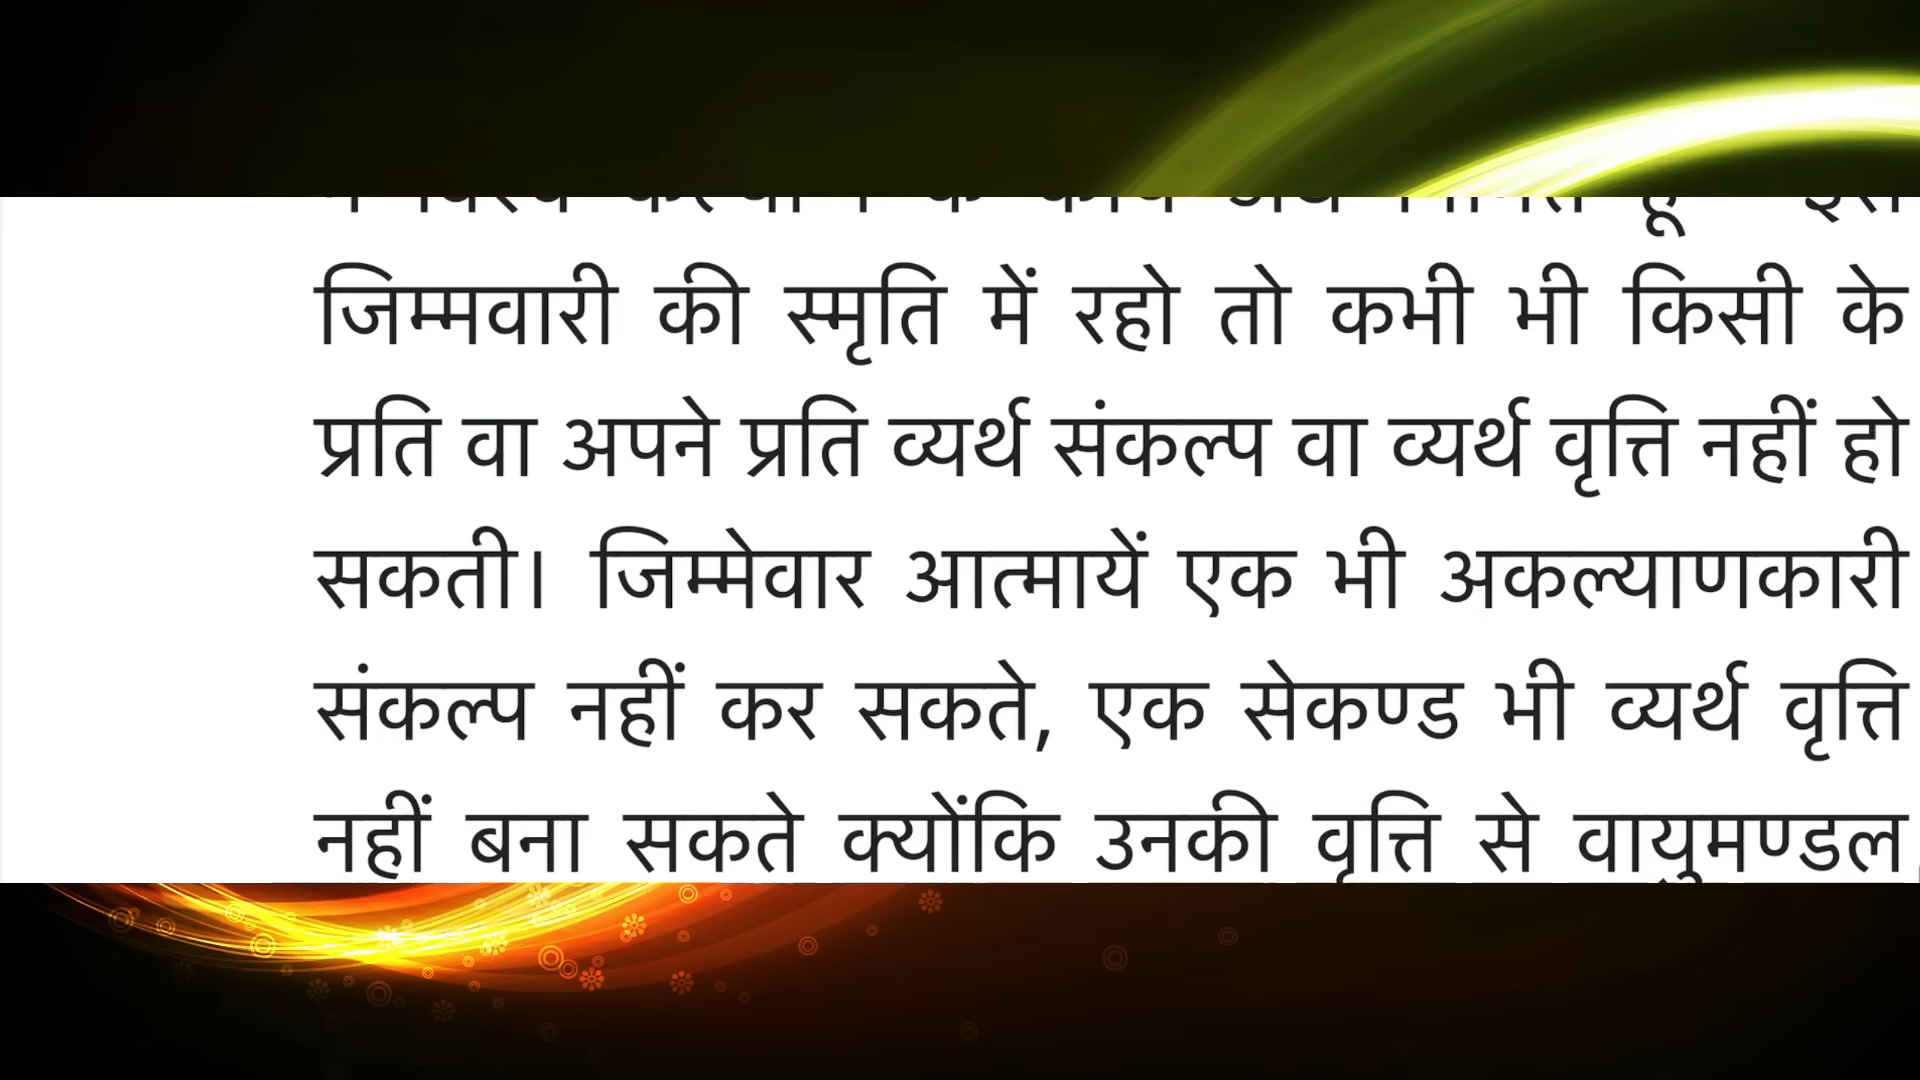 हूँ इस
जिम्मवारी की स्मृति में रहो तो कभी भी किसी के
प्रति वा अपने प्रति व्यर्थ संकल्प वा व्यर्थ वृत्ति नहीं हो
सकती। जिम्मेवार आत्मायें एक भी अकल्याणकारी
संकल्प नहीं कर सकते, एक सेकण्ड भी व्यर्थ वृत्ति
नहीं बना सकते क्योंकि उनकी वृत्ति से वायुमण्डल